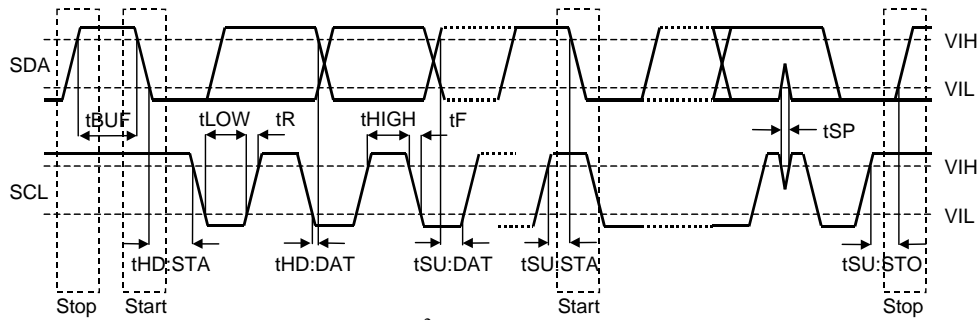 VIH
SDA
VIL
tBUF
tLOW
tR
tHIGH
tF
tSP
VIH
SCL
VIL
tHD:STA
tHD:DAT
tSU:DAT
tSU:STA
tSU:STO
Stop
Start
Start
Stop